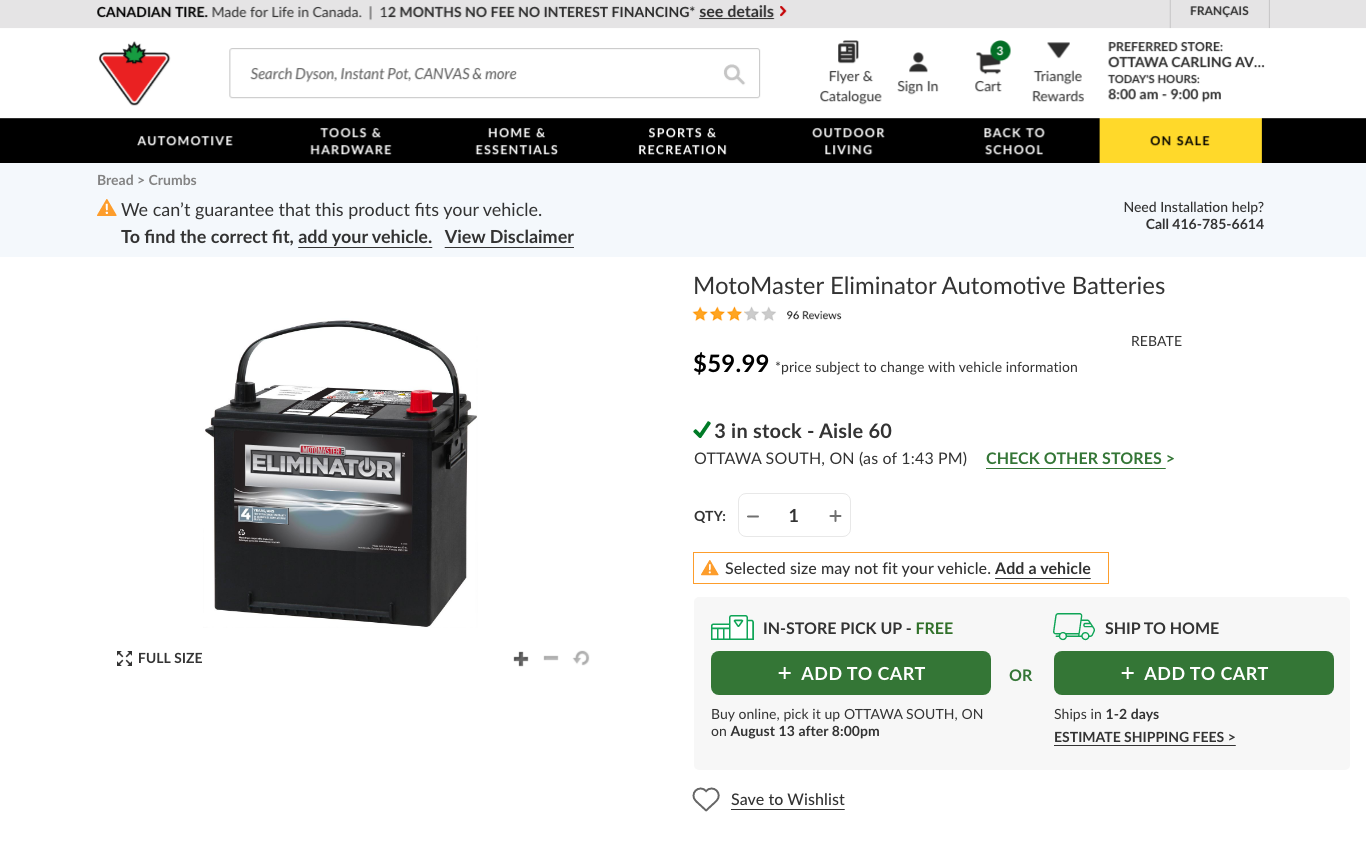 CANADIAN TIRE. Made for Life in Canada. | 12 MONTHS NO FEE NO INTEREST FINANCING* see details
FRANÇAIS
Search Dyson, Instant Pot, CANVAS & more
Flyer &
Catalogue
Sign In
3
Cart
Triangle
Rewards
PREFERRED STORE:
OTTAWA CARLING AV...
TODAY'S HOURS:
8:00 am - 9:00 pm
AUTOMOTIVE
TOOLS &
HARDWARE
HOME &
ESSENTIALS
SPORTS &
RECREATION
OUTDOOR
LIVING
BACK TO
SCHOOL
ON SALE
Bread > Crumbs
We can’t guarantee that this product fits your vehicle.
To find the correct fit, add your vehicle. View Disclaimer
Need Installation help?
Call 416-785-6614
MOTOMASTER
ELIMINATOR
4
FULL SIZE
MotoMaster Eliminator Automotive Batteries
96 Reviews
REBATE
$59.99 *price subject to change with vehicle information
3 in stock - Aisle 60
OTTAWA SOUTH, ON (as of 1:43 PM) CHECK OTHER STORES >
QTY: − 1 +
Selected size may not fit your vehicle. Add a vehicle
IN-STORE PICK UP - FREE
+ ADD TO CART
Buy online, pick it up OTTAWA SOUTH, ON
on August 13 after 8:00pm
OR
SHIP TO HOME
+ ADD TO CART
Ships in 1-2 days
ESTIMATE SHIPPING FEES >
Save to Wishlist